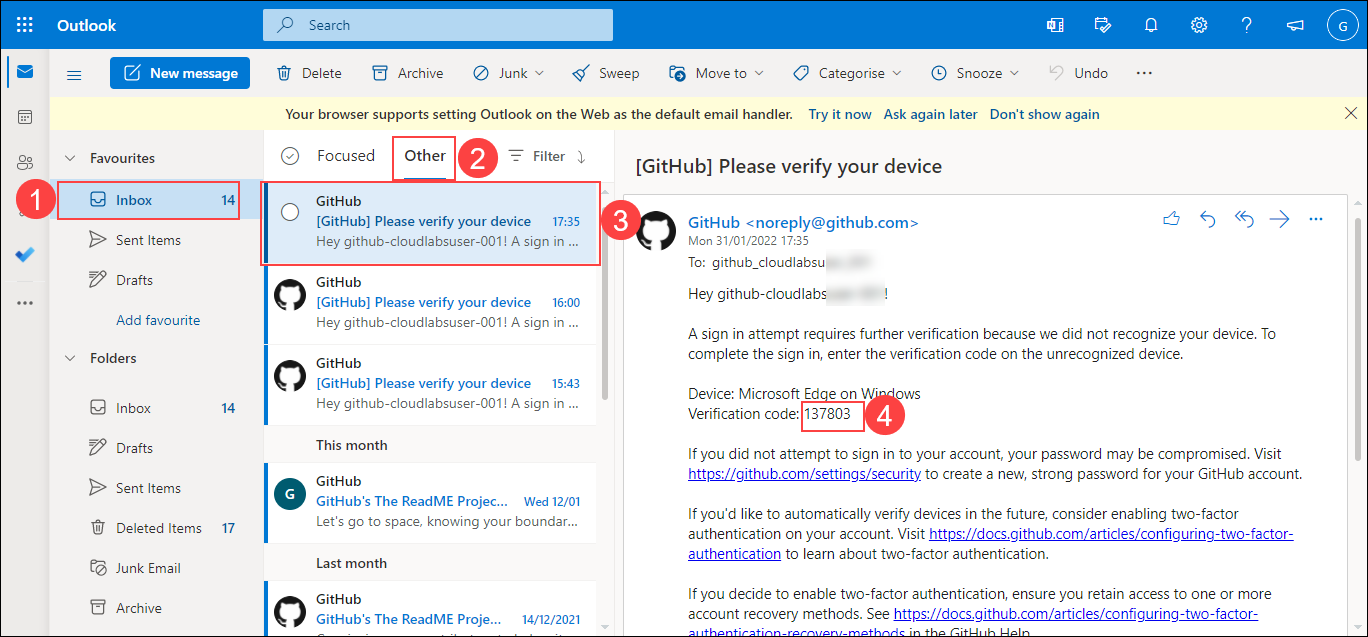 Outlook
Search
G
New message
Delete
Archive
Junk
Sweep
Move to
Categorise
Snooze
Undo
Your browser supports setting Outlook on the Web as the default email handler. Try it now Ask again later Don't show again
Favourites
1
Inbox 14
Sent Items
Drafts
Add favourite
Folders
Inbox 14
Drafts
Sent Items
Deleted Items 17
Junk Email
Archive
Focused
Other
2
Filter
GitHub
[GitHub] Please verify your device 17:35
Hey github-cloudlabsuser-001! A sign in ...
3
GitHub
[GitHub] Please verify your device 16:00
Hey github-cloudlabsuser-001! A sign in ...
GitHub
[GitHub] Please verify your device 15:43
Hey github-cloudlabsuser-001! A sign in ...
This month
G
GitHub
GitHub's The ReadME Projec... Wed 12/01
Let's go to space, knowing your boundar...
Last month
GitHub
GitHub's The ReadME Proje... 14/12/2021
[GitHub] Please verify your device
GitHub <noreply@github.com>
Mon 31/01/2022 17:35
To: github_cloudlabsu
Hey github-cloudlabs !
A sign in attempt requires further verification because we did not recognize your device. To
complete the sign in, enter the verification code on the unrecognized device.
Device: Microsoft Edge on Windows
Verification code: 137803
4
If you did not attempt to sign in to your account, your password may be compromised. Visit
https://github.com/settings/security to create a new, strong password for your GitHub account.
If you'd like to automatically verify devices in the future, consider enabling two-factor
authentication on your account. Visit https://docs.github.com/articles/configuring-two-factor-
authentication to learn about two-factor authentication.
If you decide to enable two-factor authentication, ensure you retain access to one or more
account recovery methods. See https://docs.github.com/articles/configuring-two-factor-
authentication-recovery-methods in the GitHub Help.